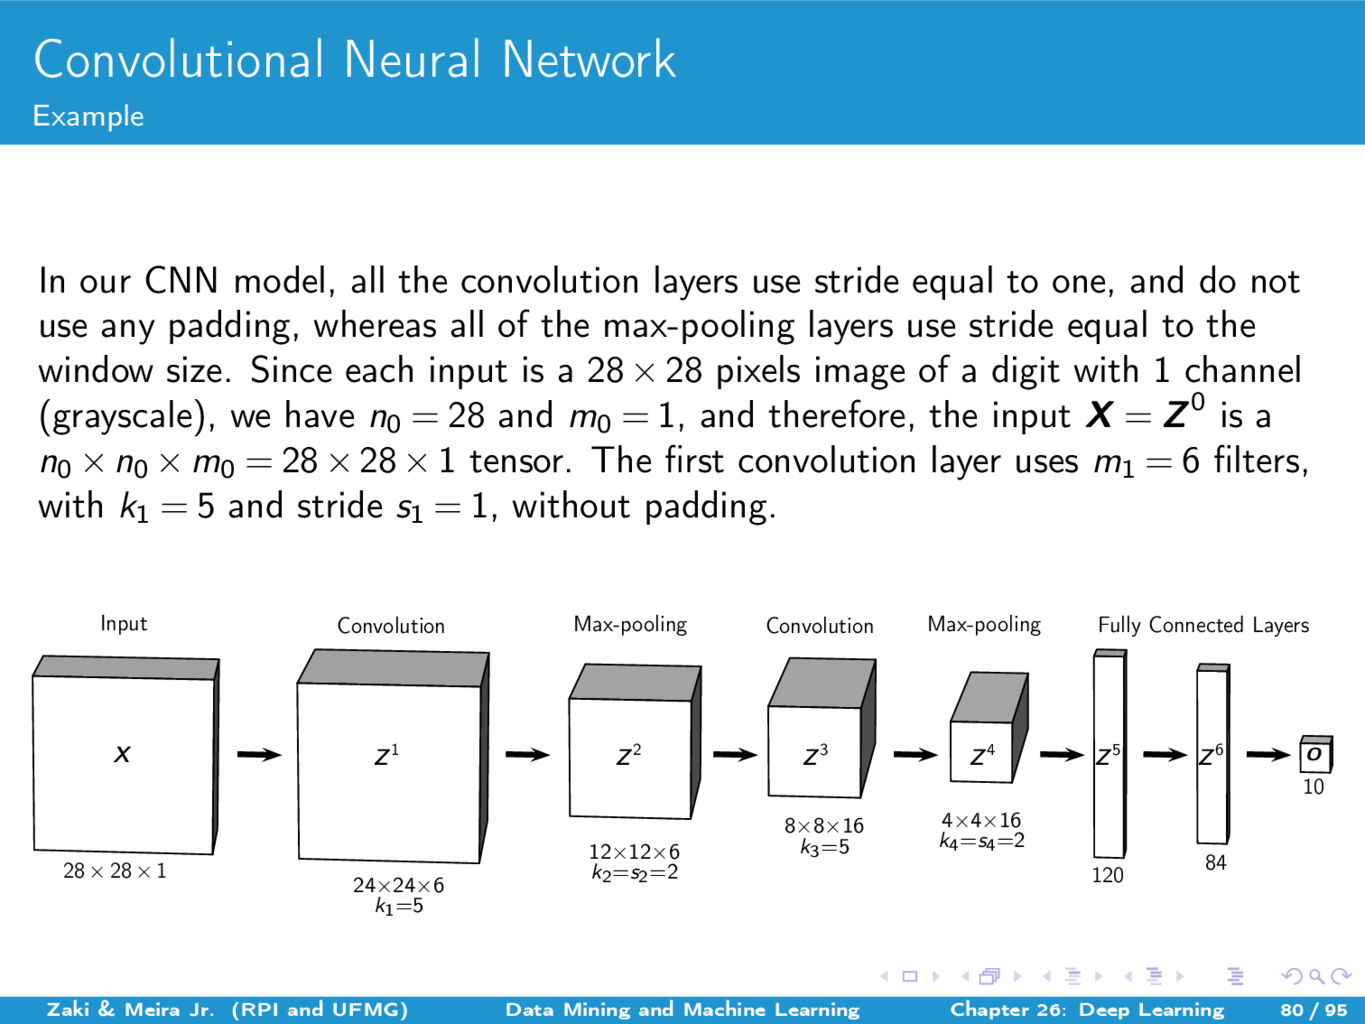 Convolutional Neural Network
Example
In our CNN model, all the convolution layers use stride equal to one, and do not
use any padding, whereas all of the max-pooling layers use stride equal to the
window size. Since each input is a 28 × 28 pixels image of a digit with 1 channel
(grayscale), we have n₀ = 28 and m₀ = 1, and therefore, the input X = Z⁰ is a
n₀ × n₀ × m₀ = 28 × 28 × 1 tensor. The first convolution layer uses m₁ = 6 filters,
with k₁ = 5 and stride s₁ = 1, without padding.
Input
X
28 × 28 × 1
Convolution
Z¹
24×24×6
k₁=5
Max-pooling
Z²
12×12×6
k₂=s₂=2
Convolution
Z³
8×8×16
k₃=5
Max-pooling
Z⁴
4×4×16
k₄=s₄=2
Fully Connected Layers
Z⁵
120
Z⁶
84
o
10
Zaki & Meira Jr. (RPI and UFMG) Data Mining and Machine Learning Chapter 26: Deep Learning 80 / 95